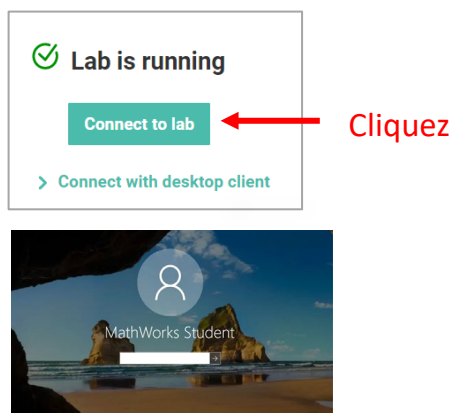 Lab is running
Connect to lab
Cliquez
Connect with desktop client
MathWorks Student